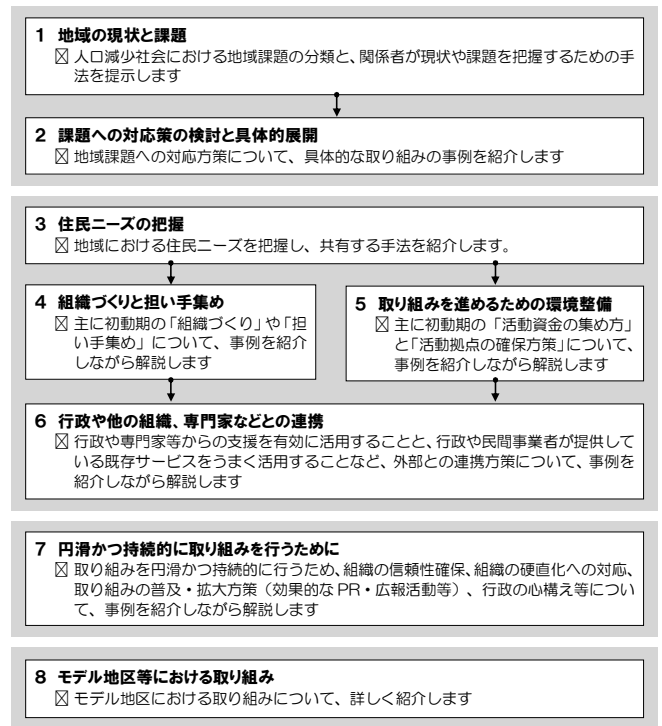 1 地域の現状と課題
☒ 人口減少社会における地域課題の分類と、関係者が現状や課題を把握するための手
法を提示します
2 課題への対応策の検討と具体的展開
☒ 地域課題への対応方策について、具体的な取り組みの事例を紹介します
3 住民ニーズの把握
☒ 地域における住民ニーズを把握し、共有する手法を紹介します。
4 組織づくりと担い手集め
☒ 主に初動期の「組織づくり」や「担
い手集め」について、事例を紹介
しながら解説します
5 取り組みを進めるための環境整備
☒ 主に初動期の「活動資金の集め方」
と「活動拠点の確保方策」について、
事例を紹介しながら解説します
6 行政や他の組織、専門家などとの連携
☒ 行政や専門家等からの支援を有効に活用することと、行政や民間事業者が提供して
いる既存サービスをうまく活用することなど、外部との連携方策について、事例を
紹介しながら解説します
7 円滑かつ持続的に取り組みを行うために
☒ 取り組みを円滑かつ持続的に行うため、組織の信頼性確保、組織の硬直化への対応、
取り組みの普及・拡大方策（効果的な PR・広報活動等）、行政の心構え等につい
て、事例を紹介しながら解説します
8 モデル地区等における取り組み
☒ モデル地区における取り組みについて、詳しく紹介します